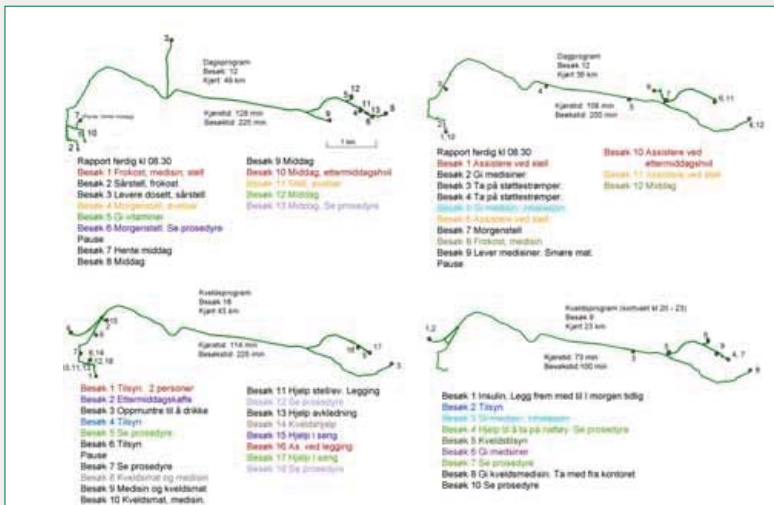 Dagsprogram
Besøk: 12
Kjørt: 49 km
Kjøretid: 128 min
Besøkstid: 225 min
1 km
Rapport ferdig kl 08.30
Besøk 1 Frokost, medisin, stell
Besøk 2 Sårstell, frokost
Besøk 3 Levere dosett, sårstell
Besøk 4 Morgenstell, øvelser
Besøk 5 Gi vitaminer
Besøk 6 Morgenstell. Se prosedyre
Pause
Besøk 7 Hente middag
Besøk 8 Middag
Besøk 9 Middag
Besøk 10 Middag, ettermiddagshvil
Besøk 11 Stell, øvelser
Besøk 12 Middag
Besøk 13 Middag. Se prosedyre
Dagprogram
Besøk 12
Kjørt 39 km
Kjøretid: 108 min
Besøkstid: 200 min
Rapport ferdig kl 08.30
Besøk 1 Assistere ved stell
Besøk 2 Gi medisiner
Besøk 3 Ta på støttestrømper.
Besøk 4 Ta på støttestrømper.
Besøk 5 Gi medisin, inhalasjon
Besøk 6 Assistere ved stell
Besøk 7 Morgenstell
Besøk 8 Frokost, medisin
Besøk 9 Lever medisiner. Smøre mat.
Pause
Besøk 10 Assistere ved
ettermiddagshvil
Besøk 11 Assistere ved stell
Besøk 12 Middag
Kveldsprogram
Besøk 18
Kjørt 43 km
Kjøretid: 114 min
Besøkstid: 225 min
Besøk 1 Tilsyn. 2 personer
Besøk 2 Ettermiddagskaffe
Besøk 3 Oppmuntre til å drikke
Besøk 4 Tilsyn
Besøk 5 Se prosedyre
Besøk 6 Tilsyn
Pause
Besøk 7 Se prosedyre
Besøk 8 Kveldsmat og medisin
Besøk 9 Medisin og kveldsmat
Besøk 10 Kveldsmat, medisin.
Besøk 11 Hjelp stell/ev. Legging
Besøk 12 Se prosedyre
Besøk 13 Hjelp avkledning
Besøk 14 Kveldshjelp
Besøk 15 Hjelp i seng
Besøk 16 As. ved legging
Besøk 17 Hjelp i seng
Besøk 18 Se prosedyre
Kveldsprogram (kortvakt kl 20 - 23)
Besøk 9
Kjørt 23 km
Kjøretid: 73 min
Besøkstid: 100 min
Besøk 1 Insulin. Legg frem med til I morgen tidlig
Besøk 2 Tilsyn
Besøk 3 Gi medisin, inhalasjon
Besøk 4 Hjelp til å ta på nattøy. Se prosedyre
Besøk 5 Kveldstilsyn
Besøk 6 Gi medisiner
Besøk 7 Se prosedyre
Besøk 8 Gi kveldsmedisin. Ta med fra kontoret
Besøk 10 Se prosedyre